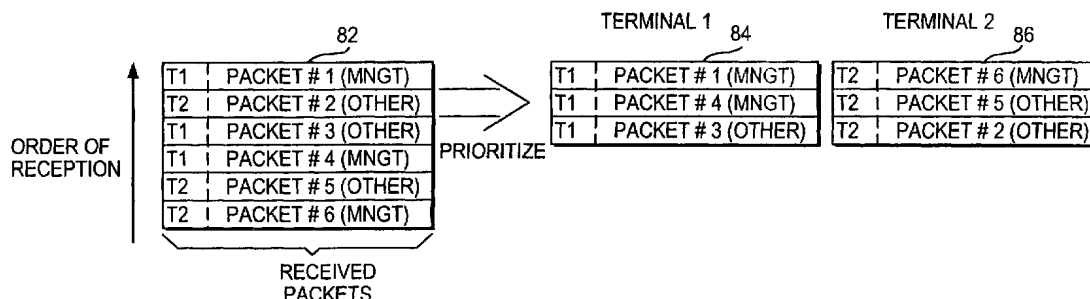 TERMINAL 1
TERMINAL 2
82
84
86
T1 PACKET # 1 (MNGT)
T2 PACKET # 2 (OTHER)
T1 PACKET # 3 (OTHER)
T1 PACKET # 4 (MNGT)
T2 PACKET # 5 (OTHER)
T2 PACKET # 6 (MNGT)
ORDER OF
RECEPTION
PRIORITIZE
T1 PACKET # 1 (MNGT)
T1 PACKET # 4 (MNGT)
T1 PACKET # 3 (OTHER)
T2 PACKET # 6 (MNGT)
T2 PACKET # 5 (OTHER)
T2 PACKET # 2 (OTHER)
RECEIVED
PACKETS